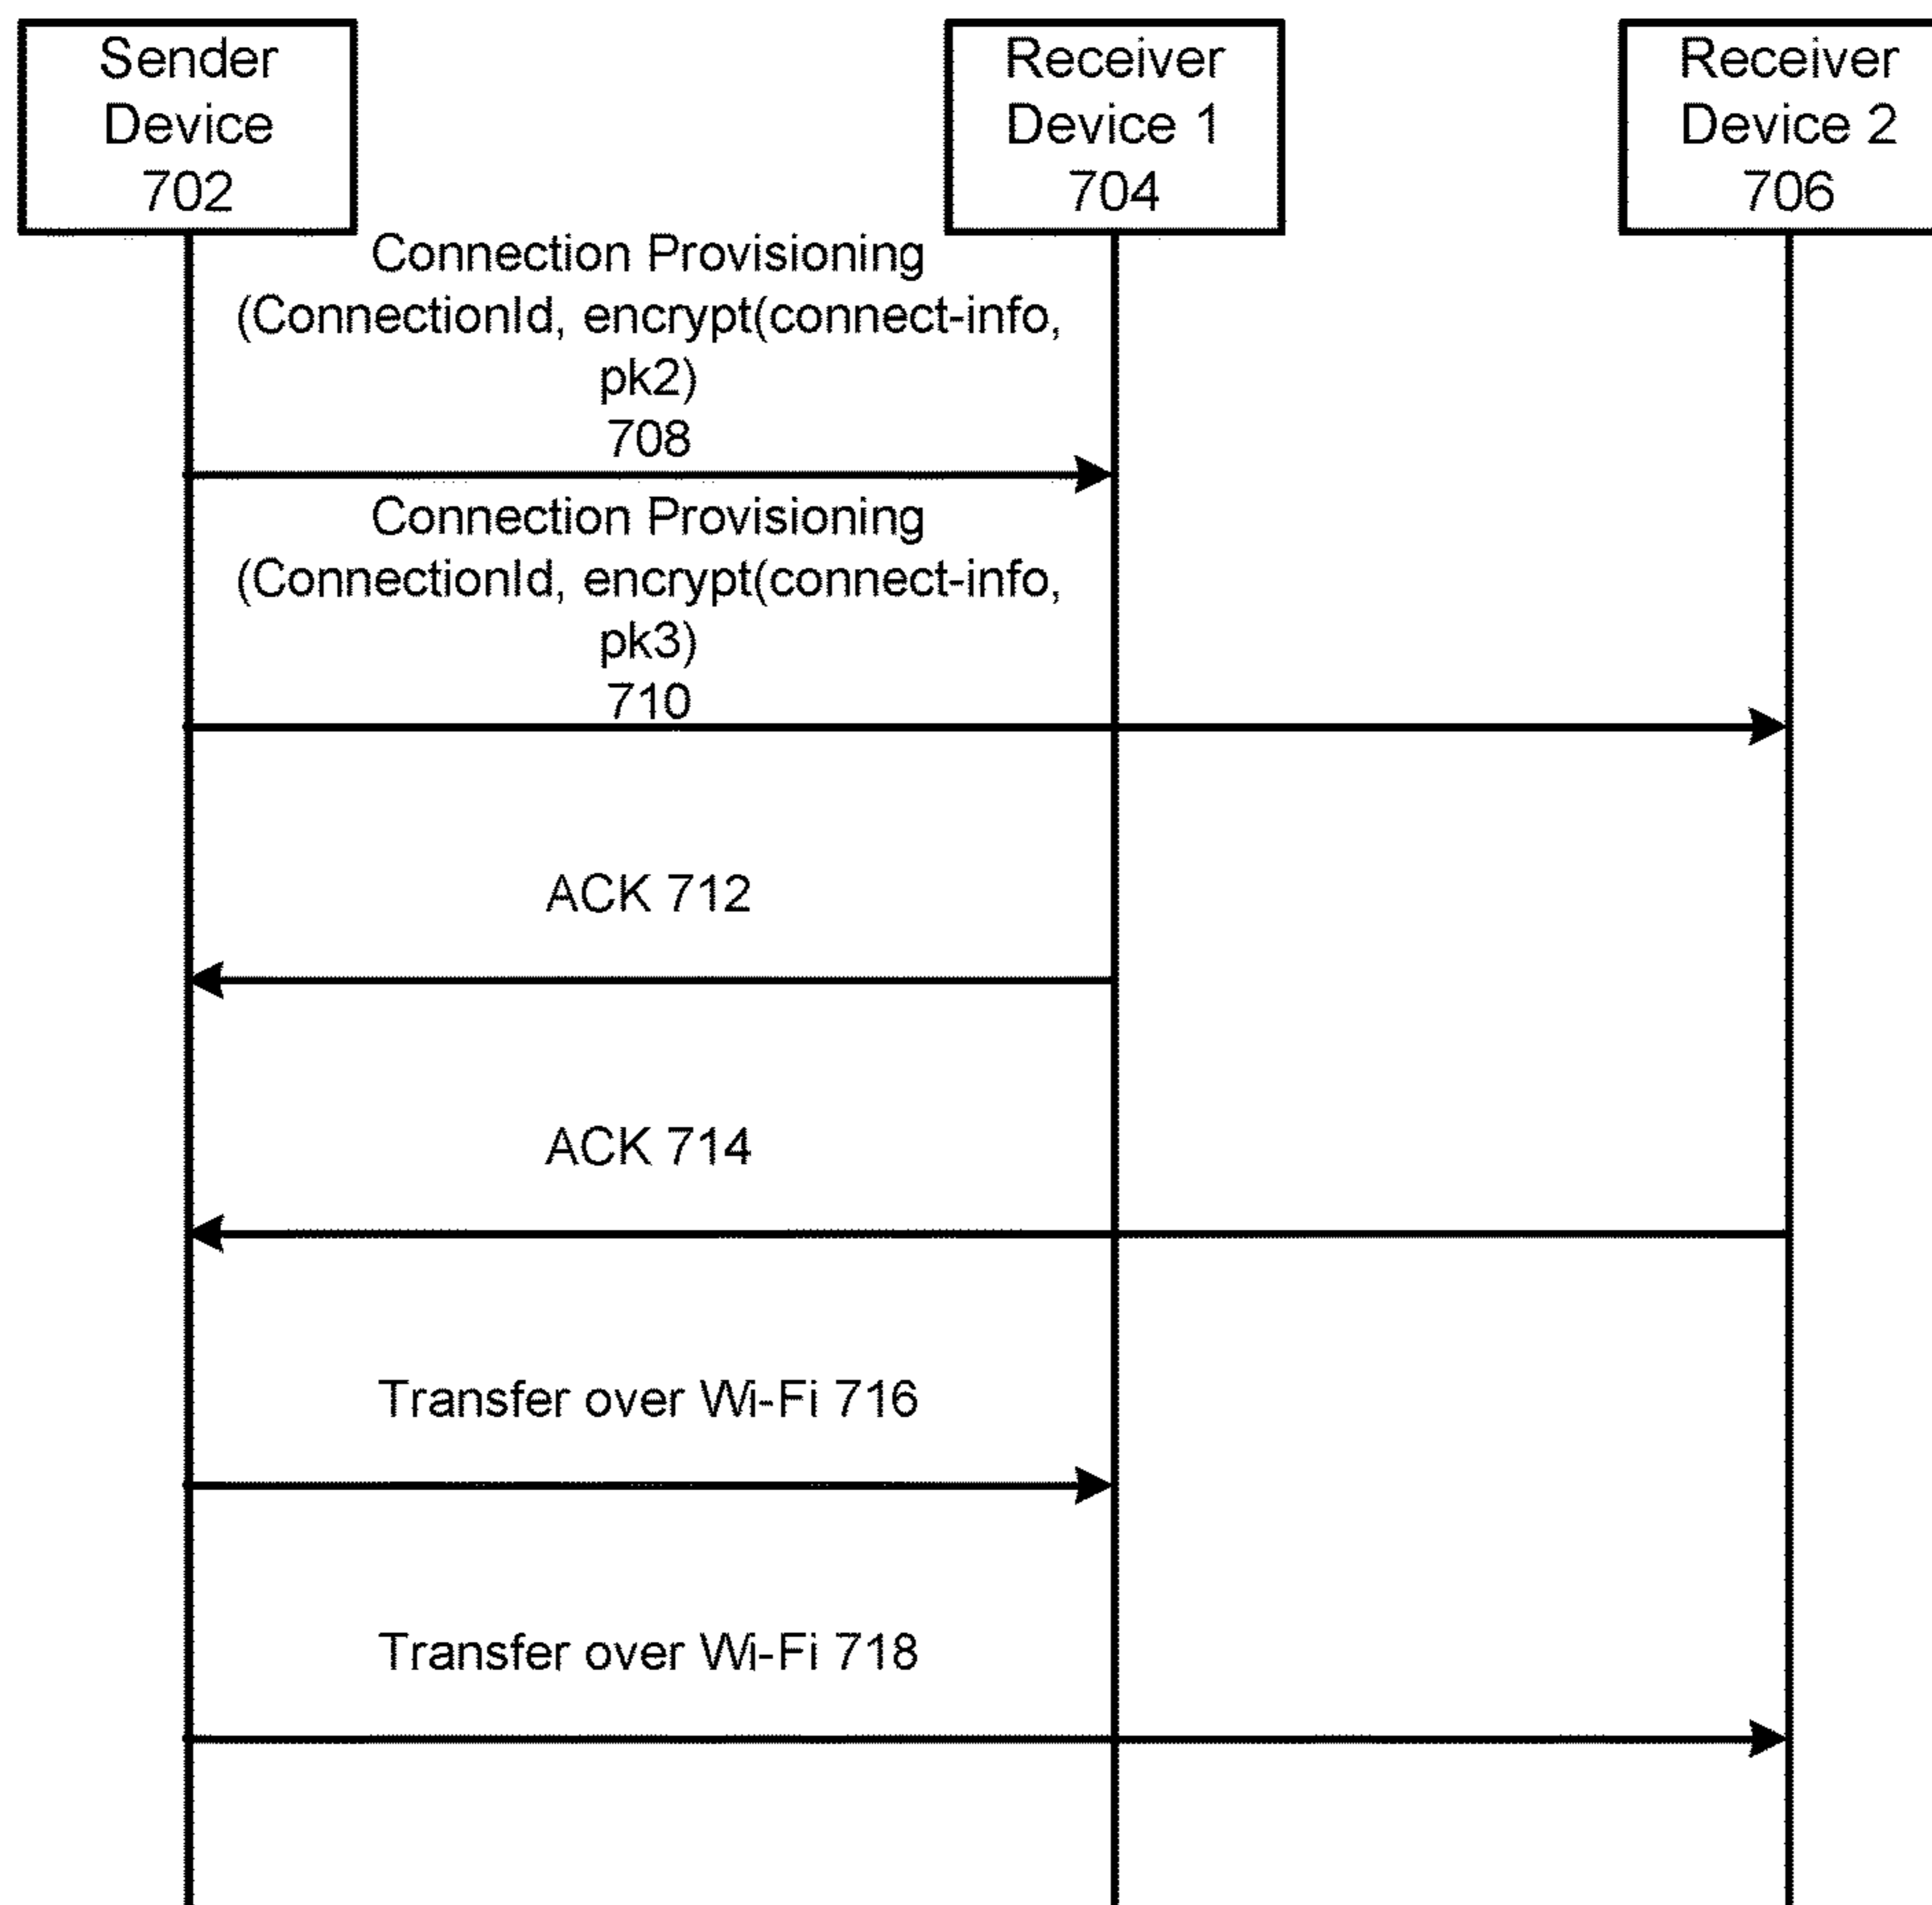 Sender
Device
702
Receiver
Device 1
704
Receiver
Device 2
706
Connection Provisioning
(ConnectionId, encrypt(connect-info,
pk2)
708
Connection Provisioning
(ConnectionId, encrypt(connect-info,
pk3)
710
ACK 712
ACK 714
Transfer over Wi-Fi 716
Transfer over Wi-Fi 718